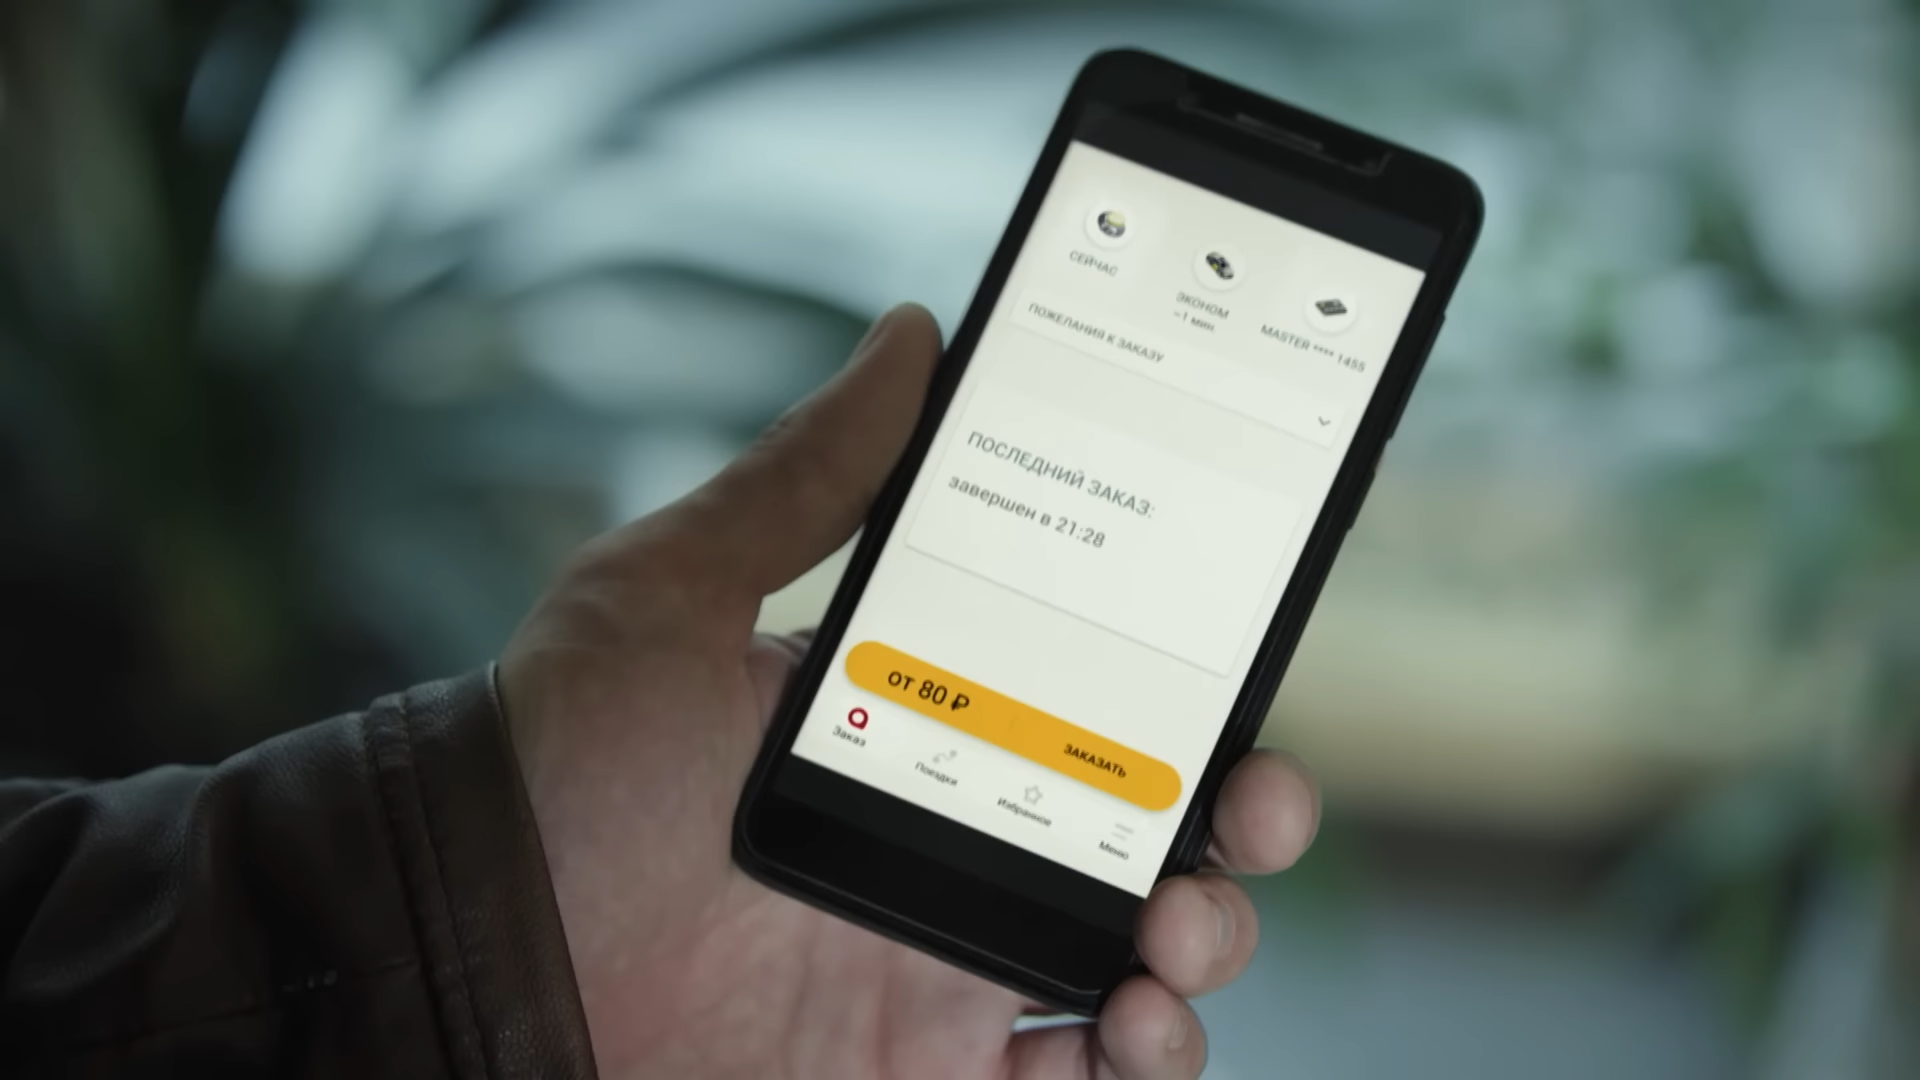 СЕЙЧАС
ЭКОНОМ
~1 мин.
MASTER **** 1455
ПОЖЕЛАНИЯ К ЗАКАЗУ
ПОСЛЕДНИЙ ЗАКАЗ:
завершен в 21:28
от 80 ₽
ЗАКАЗАТЬ
Заказ
Поездки
Избранное
Меню